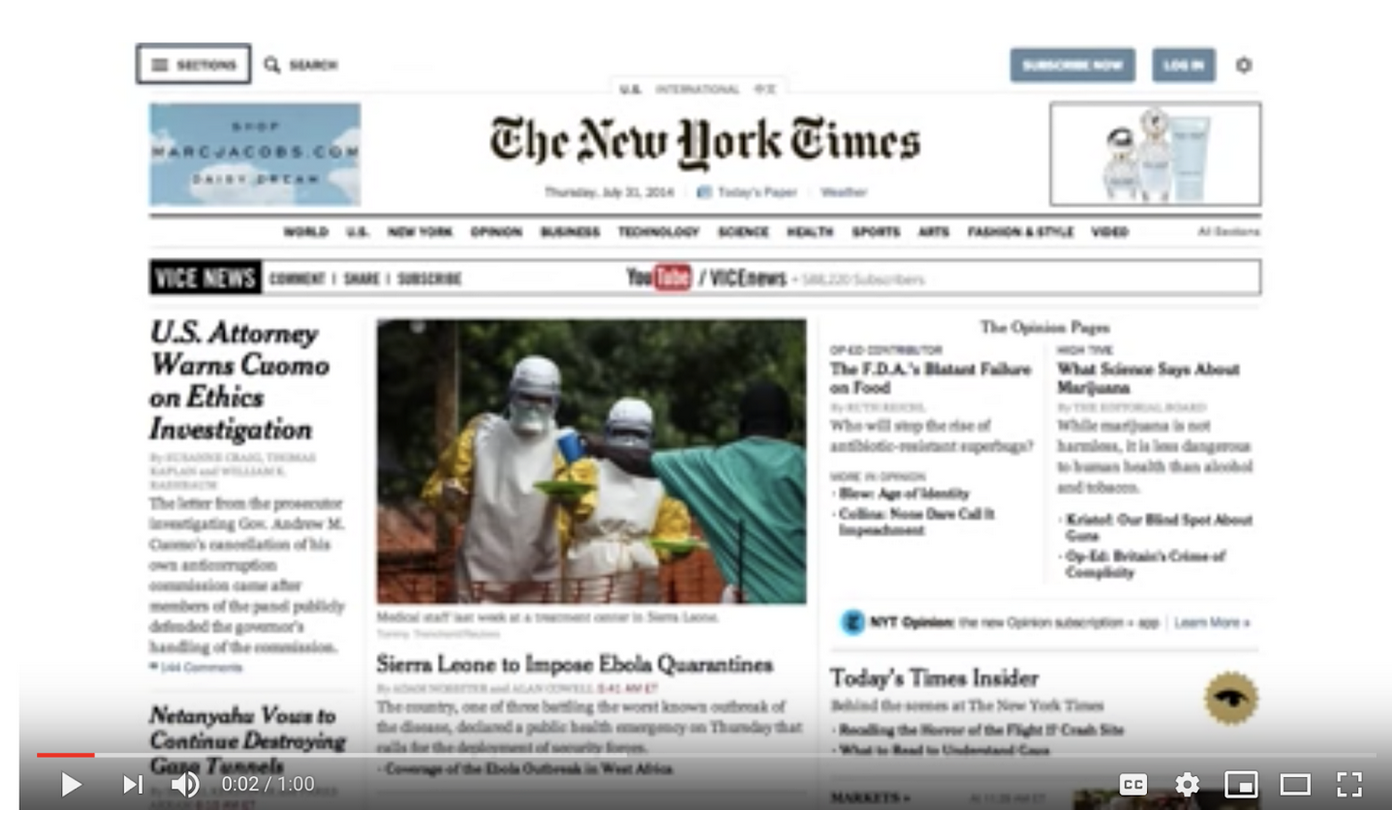 SECTIONS
SEARCH
SUBSCRIBE NOW
LOG IN
U.S. INTERNATIONAL 中文
SHOP
MARCJACOBS.COM
DAISY DREAM
The New York Times
Thursday, July 31, 2014
Today's Paper
Weather
WORLD U.S. NEW YORK OPINION BUSINESS TECHNOLOGY SCIENCE HEALTH SPORTS ARTS FASHION & STYLE VIDEO All Sections
VICE NEWS COMMENT | SHARE | SUBSCRIBE
YouTube / VICEnews + 588,220 Subscribers
U.S. Attorney
Warns Cuomo
on Ethics
Investigation
By SUSANNE CRAIG, THOMAS
KAPLAN and WILLIAM K.
RASHBAUM
The letter from the prosecutor
investigating Gov. Andrew M.
Cuomo's cancellation of his
own anticorruption
commission came after
members of the panel publicly
defended the governor's
handling of the commission.
144 Comments
Netanyahu Vows to
Continue Destroying
Gaza Tunnels
Medical staff last week at a treatment center in Sierra Leone.
Sierra Leone to Impose Ebola Quarantines
By ADAM NOSSITER and ALAN COWELL 5:41 AM ET
The country, one of three battling the worst known outbreak of
the disease, declared a public health emergency on Thursday that
calls for the deployment of security forces.
· Coverage of the Ebola Outbreak in West Africa
The Opinion Pages
OP-ED CONTRIBUTOR
The F.D.A.'s Blatant Failure
on Food
By RUTH REICHL
Who will stop the rise of
antibiotic-resistant superbugs?
MORE IN OPINION
· Blow: Age of Identity
· Collins: None Dare Call It
Impeachment
HIGH TIME
What Science Says About
Marijuana
By THE EDITORIAL BOARD
While marijuana is not
harmless, it is less dangerous
to human health than alcohol
and tobacco.
· Kristof: Our Blind Spot About
Guns
· Op-Ed: Britain's Crime of
Complicity
NYT Opinion: the new Opinion subscription + app | Learn More »
Today's Times Insider
Behind the scenes at The New York Times
· Recalling the Horror of the Flight 17 Crash Site
· What to Read to Understand Gaza
MARKETS »
0:02 / 1:00
CC